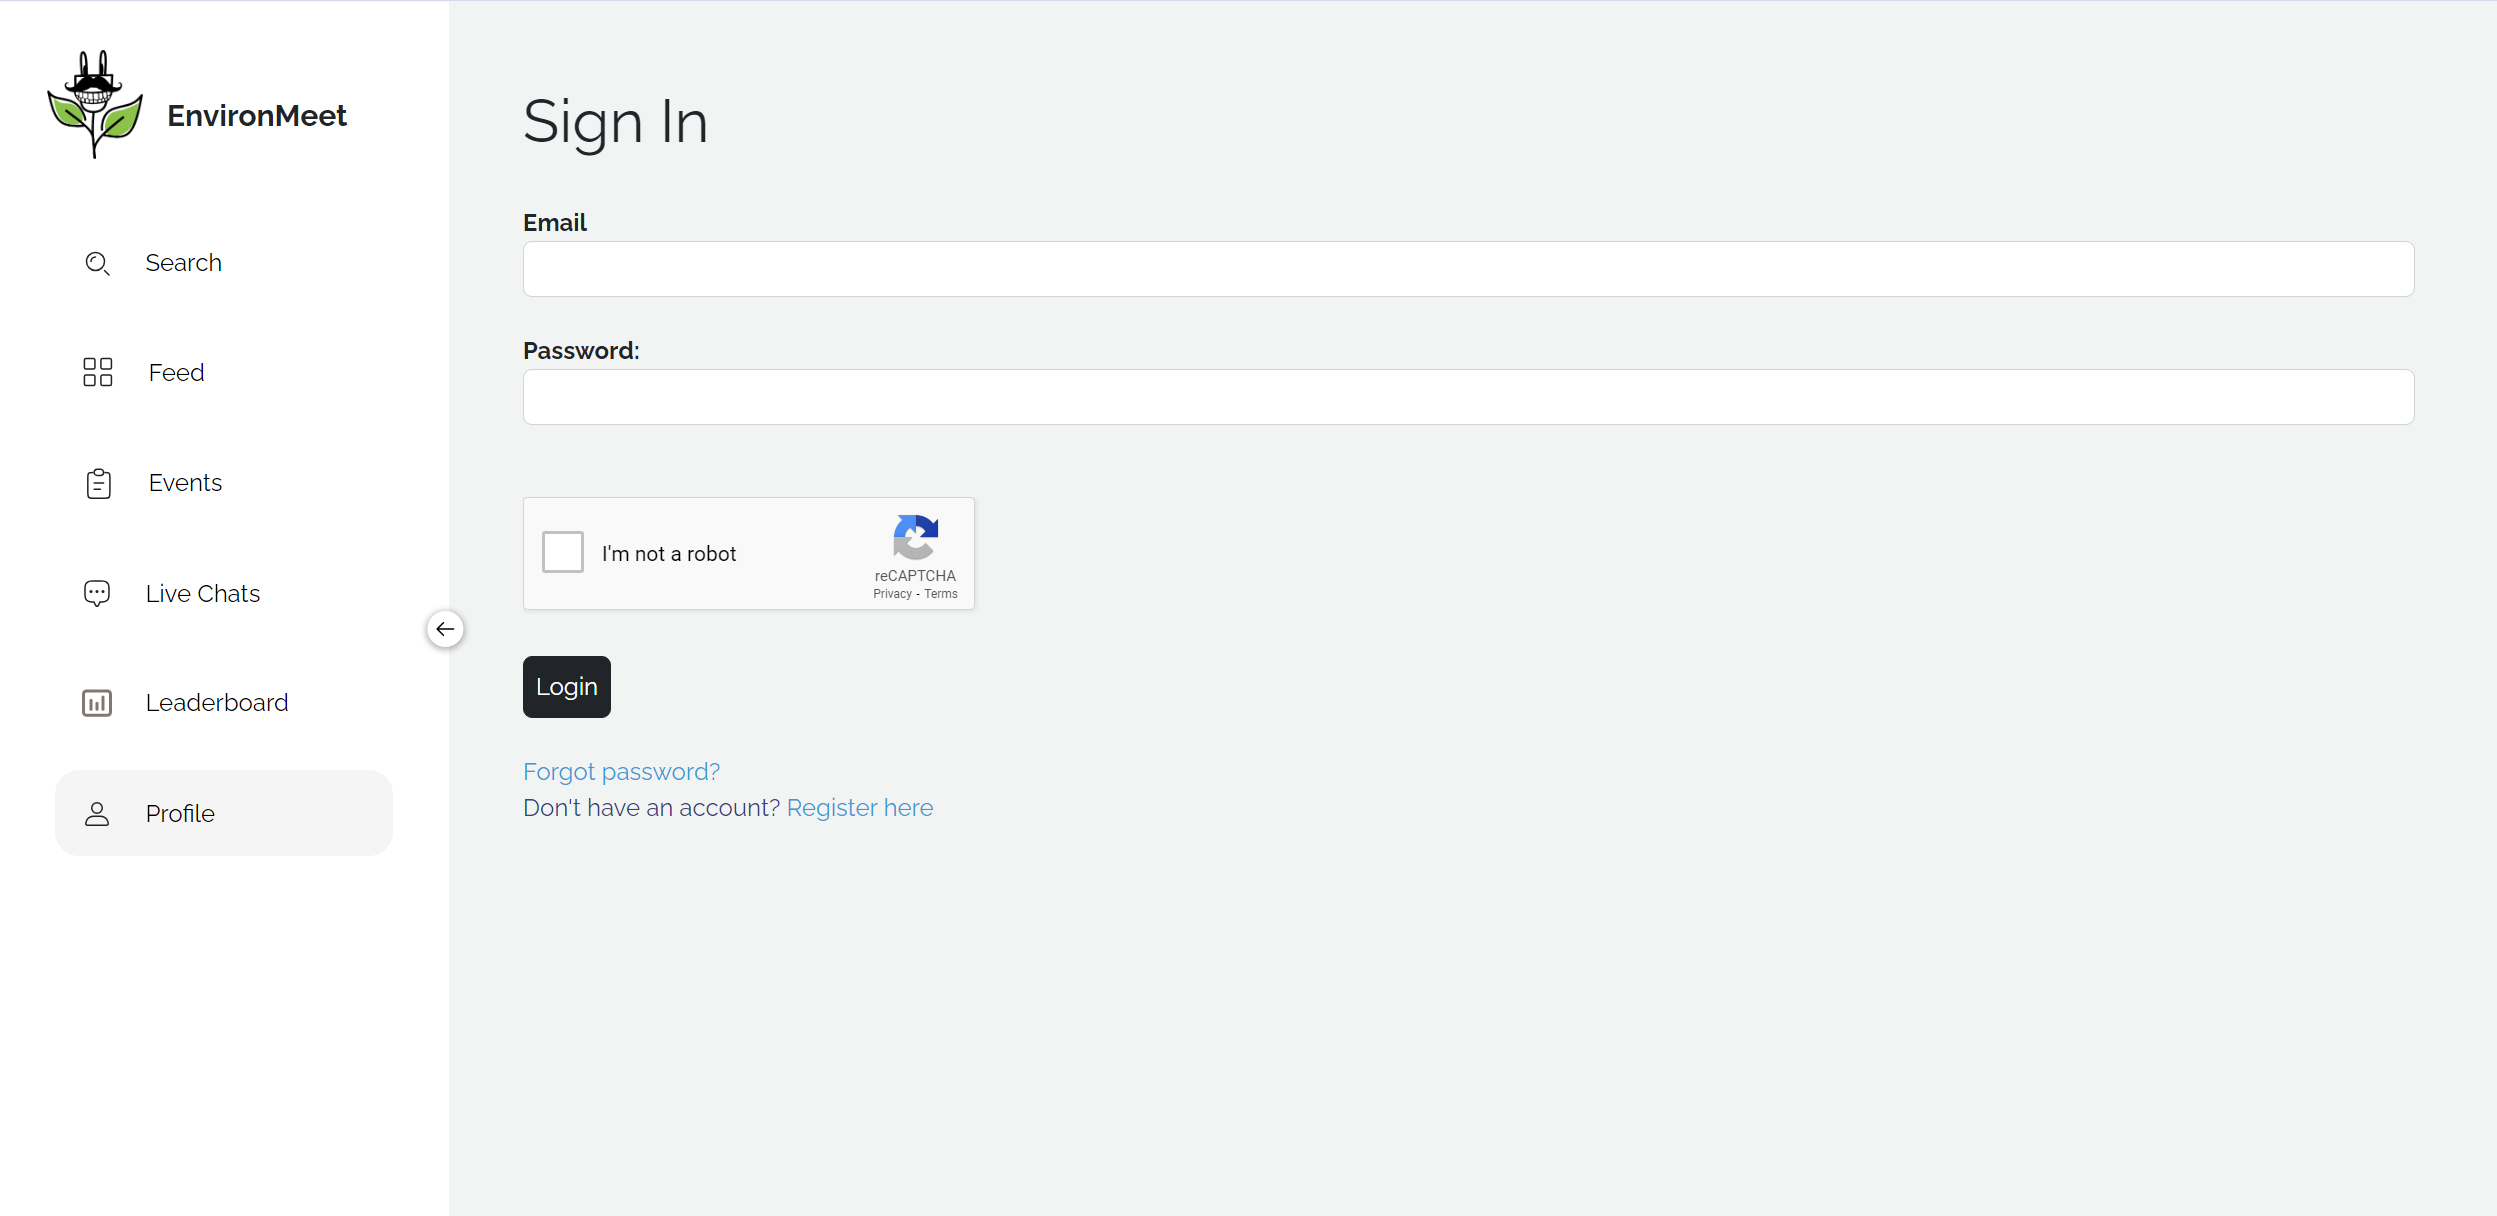 EnvironMeet
Search
Feed
Events
Live Chats
Leaderboard
Profile
Sign In
Email
Password:
I'm not a robot
reCAPTCHA
Privacy - Terms
Login
Forgot password?
Don't have an account? Register here